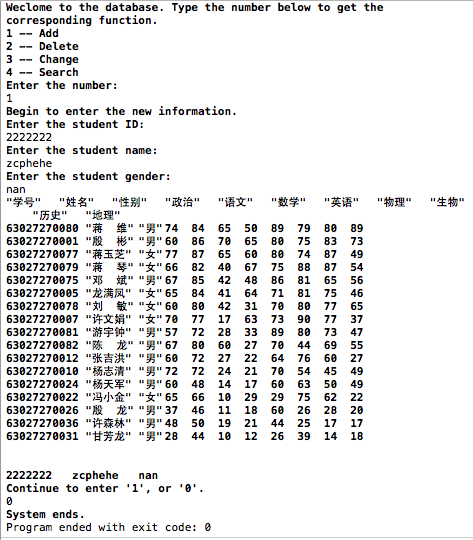 Weclome to the database. Type the number below to get the
corresponding function.
1 -- Add
2 -- Delete
3 -- Change
4 -- Search
Enter the number:
1
Begin to enter the new information.
Enter the student ID:
2222222
Enter the student name:
zcphehe
Enter the student gender:
nan
"学号" "姓名" "性别" "政治" "语文" "数学" "英语" "物理" "生物"
"历史" "地理"
63027270080 "蒋 维" "男"74 84 65 50 89 79 80 89
63027270001 "殷 彬" "男"60 86 70 65 80 75 83 73
63027270077 "蒋玉芝" "女"77 87 65 60 80 74 87 49
63027270079 "蒋 琴" "女"66 82 40 67 75 88 87 54
63027270075 "邓 斌" "男"67 85 42 48 86 81 65 56
63027270005 "龙满凤" "女"65 84 41 64 71 81 75 46
63027270078 "刘 敏" "女"60 80 42 31 70 80 77 65
63027270007 "许文娟" "女"70 77 17 63 73 90 77 37
63027270081 "游宇钟" "男"57 72 28 33 89 80 73 47
63027270082 "陈 龙" "男"67 80 60 27 70 44 69 55
63027270012 "张吉洪" "男"60 72 27 22 64 76 60 27
63027270010 "杨志清" "男"72 72 24 21 70 54 45 49
63027270024 "杨天军" "男"60 48 14 17 60 63 50 49
63027270022 "冯小金" "女"65 66 10 29 29 75 62 22
63027270026 "殷 龙" "男"37 46 11 18 60 26 28 20
63027270036 "许森林" "男"48 50 19 21 44 25 17 17
63027270031 "甘芳龙" "男"28 44 10 12 26 39 14 18
2222222 zcphehe nan
Continue to enter '1', or '0'.
0
System ends.
Program ended with exit code: 0